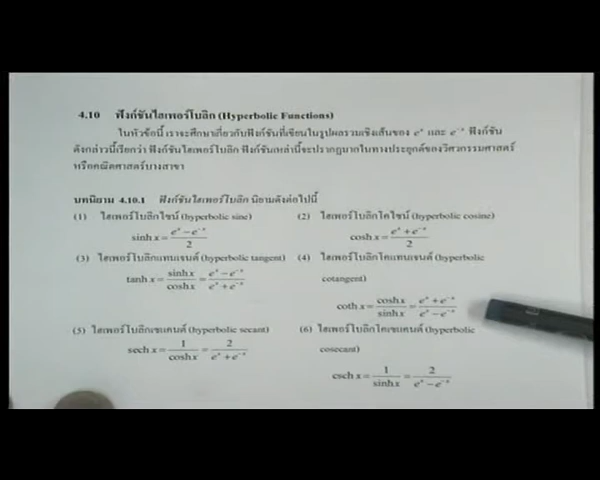 4.10 ฟังก์ชันไฮเพอร์โบลิก (Hyperbolic Functions)
ในหัวข้อนี้ เราจะศึกษาเกี่ยวกับฟังก์ชันที่เขียนในรูปผลรวมเชิงเส้นของ e^x และ e^{-x} ฟังก์ชัน
ดังกล่าวนี้เรียกว่า ฟังก์ชันไฮเพอร์โบลิก ฟังก์ชันเหล่านี้จะปรากฏมากในทางประยุกต์ของวิศวกรรมศาสตร์
หรือคณิตศาสตร์บางสาขา
บทนิยาม 4.10.1 ฟังก์ชันไฮเพอร์โบลิก นิยามดังต่อไปนี้
(1) ไฮเพอร์โบลิกไซน์ (hyperbolic sine) (2) ไฮเพอร์โบลิกโคไซน์ (hyperbolic cosine)
sinh x = (e^x − e^{-x})/2 cosh x = (e^x + e^{-x})/2
(3) ไฮเพอร์โบลิกแทนเจนต์ (hyperbolic tangent) (4) ไฮเพอร์โบลิกโคแทนเจนต์ (hyperbolic
cotangent)
tanh x = sinh x/cosh x = (e^x − e^{-x})/(e^x + e^{-x})
coth x = cosh x/sinh x = (e^x + e^{-x})/(e^x − e^{-x})
(5) ไฮเพอร์โบลิกเซแคนต์ (hyperbolic secant) (6) ไฮเพอร์โบลิกโคเซแคนต์ (hyperbolic
cosecant)
sech x = 1/cosh x = 2/(e^x + e^{-x})
csch x = 1/sinh x = 2/(e^x − e^{-x})